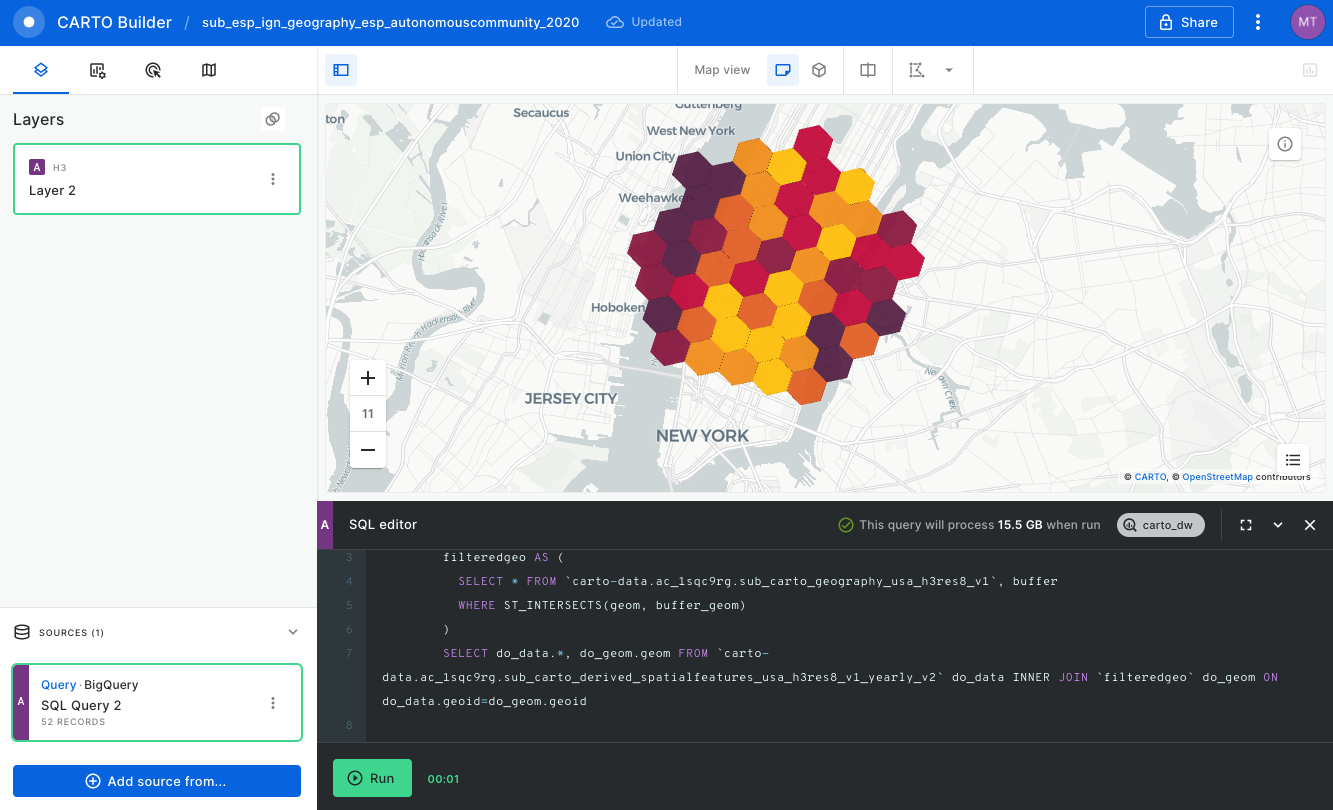 CARTO Builder / sub_esp_ign_geography_esp_autonomouscommunity_2020 Updated Share MT
Map view
Layers
A H3
Layer 2
SOURCES (1)
A
Query · BigQuery
SQL Query 2
52 RECORDS
Add source from...
ton
Secaucus
Guttenberg
West New York
Union City
Weehawken
Hoboken
JERSEY CITY
NEW YORK
11
© CARTO, © OpenStreetMap contributors
A SQL editor This query will process 15.5 GB when run carto_dw
3 filteredgeo AS (
4 SELECT * FROM `carto-data.ac_1sqc9rg.sub_carto_geography_usa_h3res8_v1`, buffer
5 WHERE ST_INTERSECTS(geom, buffer_geom)
6 )
7 SELECT do_data.*, do_geom.geom FROM `carto-
data.ac_1sqc9rg.sub_carto_derived_spatialfeatures_usa_h3res8_v1_yearly_v2` do_data INNER JOIN `filteredgeo` do_geom ON
do_data.geoid=do_geom.geoid
8
Run 00:01